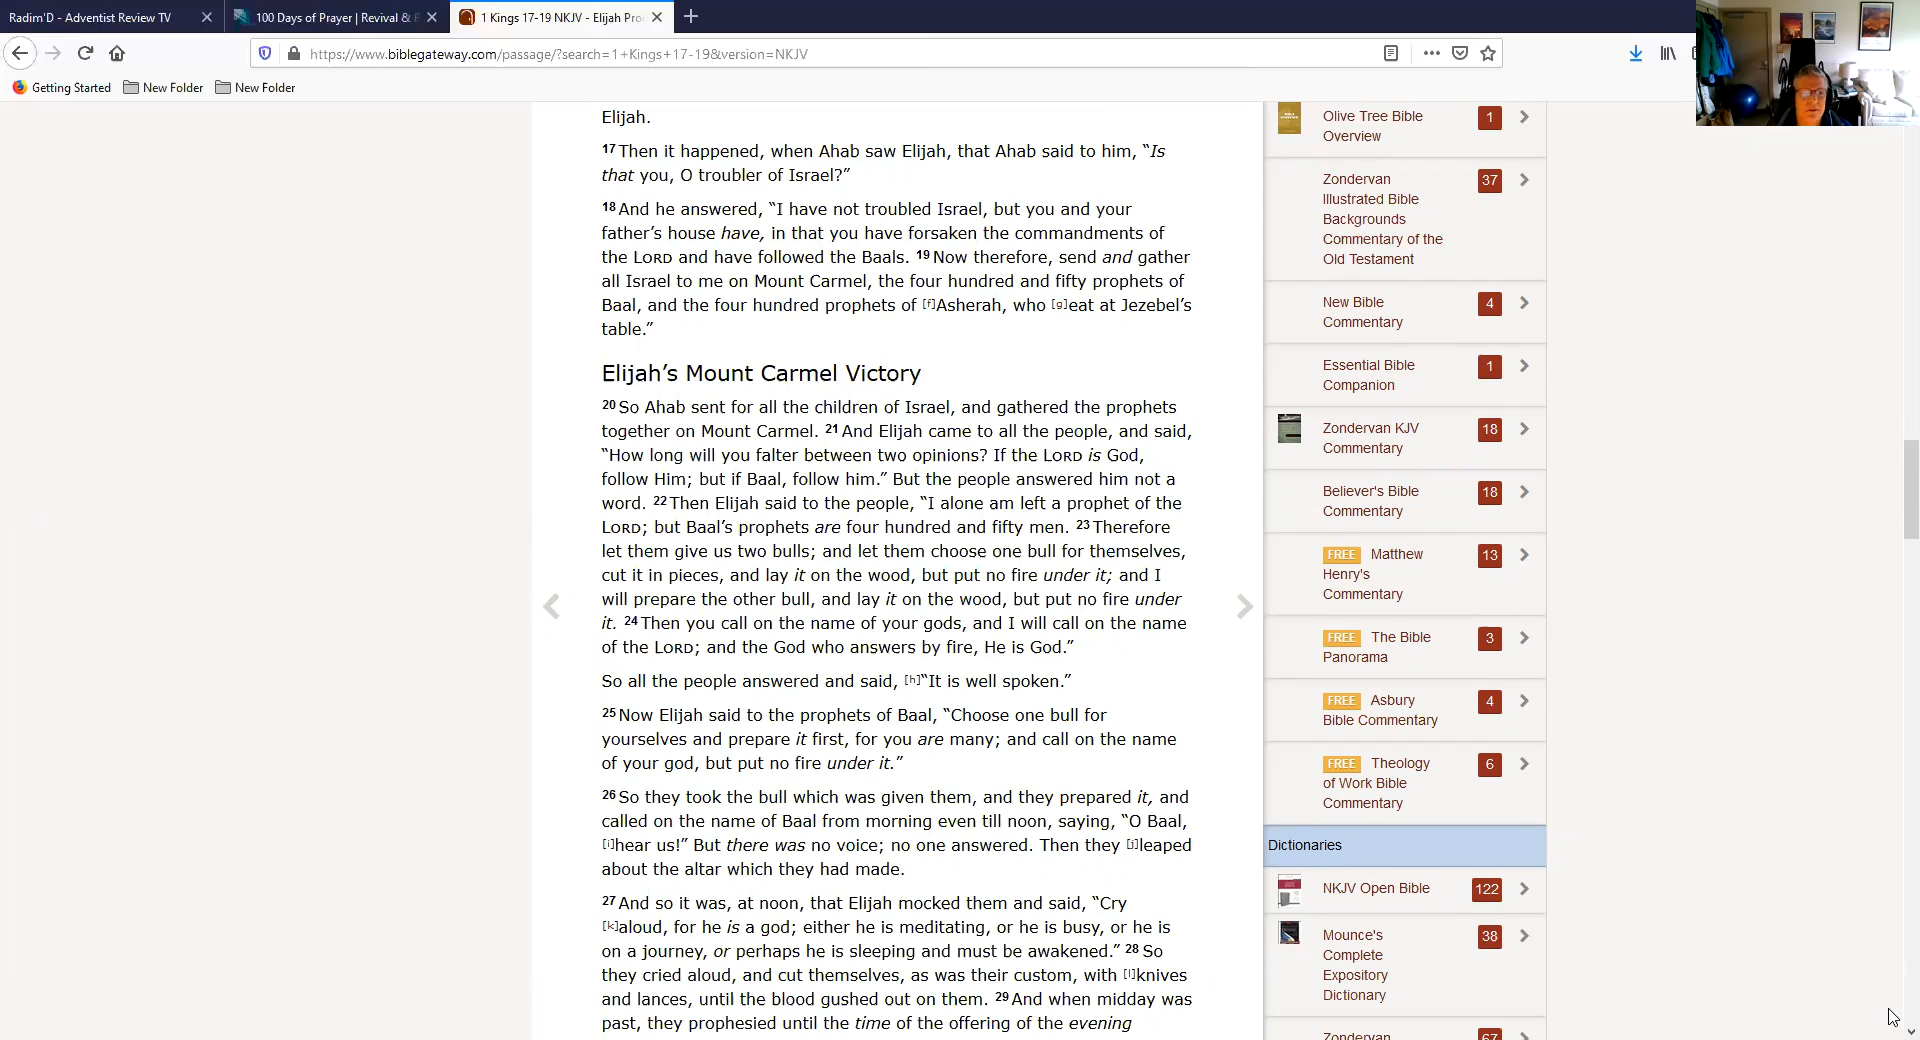 Radim'D - Adventist Review TV
100 Days of Prayer | Revival &
1 Kings 17-19 NKJV - Elijah Pro
https://www.biblegateway.com/passage/?search=1+Kings+17-19&version=NKJV
Getting Started New Folder New Folder
Elijah.
17 Then it happened, when Ahab saw Elijah, that Ahab said to him, “Is
that you, O troubler of Israel?”
18 And he answered, “I have not troubled Israel, but you and your
father’s house have, in that you have forsaken the commandments of
the LORD and have followed the Baals. 19 Now therefore, send and gather
all Israel to me on Mount Carmel, the four hundred and fifty prophets of
Baal, and the four hundred prophets of [f]Asherah, who [g]eat at Jezebel’s
table.”
Elijah’s Mount Carmel Victory
20 So Ahab sent for all the children of Israel, and gathered the prophets
together on Mount Carmel. 21 And Elijah came to all the people, and said,
“How long will you falter between two opinions? If the LORD is God,
follow Him; but if Baal, follow him.” But the people answered him not a
word. 22 Then Elijah said to the people, “I alone am left a prophet of the
LORD; but Baal’s prophets are four hundred and fifty men. 23 Therefore
let them give us two bulls; and let them choose one bull for themselves,
cut it in pieces, and lay it on the wood, but put no fire under it; and I
will prepare the other bull, and lay it on the wood, but put no fire under
it. 24 Then you call on the name of your gods, and I will call on the name
of the LORD; and the God who answers by fire, He is God.”
So all the people answered and said, [h]“It is well spoken.”
25 Now Elijah said to the prophets of Baal, “Choose one bull for
yourselves and prepare it first, for you are many; and call on the name
of your god, but put no fire under it.”
26 So they took the bull which was given them, and they prepared it, and
called on the name of Baal from morning even till noon, saying, “O Baal,
[i]hear us!” But there was no voice; no one answered. Then they [j]leaped
about the altar which they had made.
27 And so it was, at noon, that Elijah mocked them and said, “Cry
[k]aloud, for he is a god; either he is meditating, or he is busy, or he is
on a journey, or perhaps he is sleeping and must be awakened.” 28 So
they cried aloud, and cut themselves, as was their custom, with [l]knives
and lances, until the blood gushed out on them. 29 And when midday was
past, they prophesied until the time of the offering of the evening
Olive Tree Bible 1
Overview
Zondervan 37
Illustrated Bible
Backgrounds
Commentary of the
Old Testament
New Bible 4
Commentary
Essential Bible 1
Companion
Zondervan KJV 18
Commentary
Believer's Bible 18
Commentary
FREE Matthew 13
Henry's
Commentary
FREE The Bible 3
Panorama
FREE Asbury 4
Bible Commentary
FREE Theology 6
of Work Bible
Commentary
Dictionaries
NKJV Open Bible 122
Mounce's 38
Complete
Expository
Dictionary
Zondervan 67